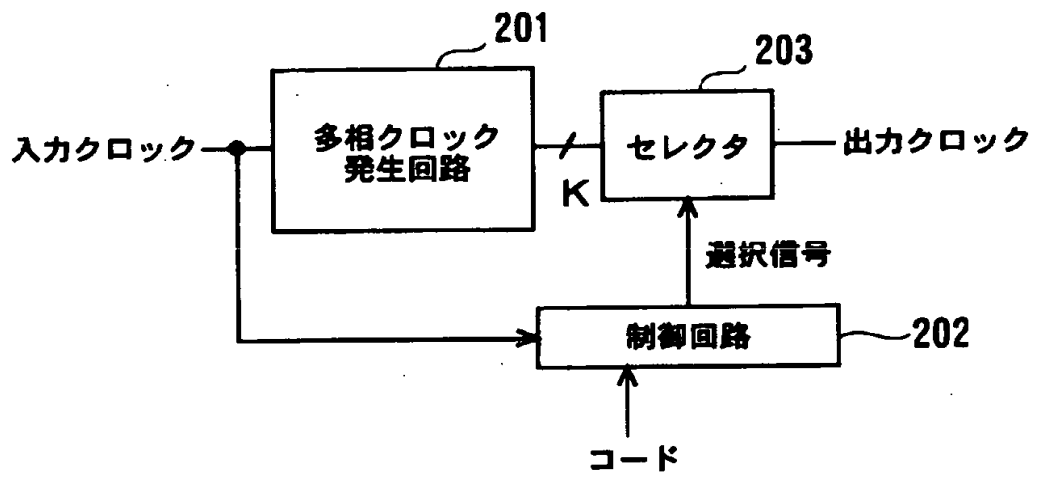 201
203
入力クロック
多相クロック
発生回路
K
セレクタ
出力クロック
選択信号
制御回路
202
コード